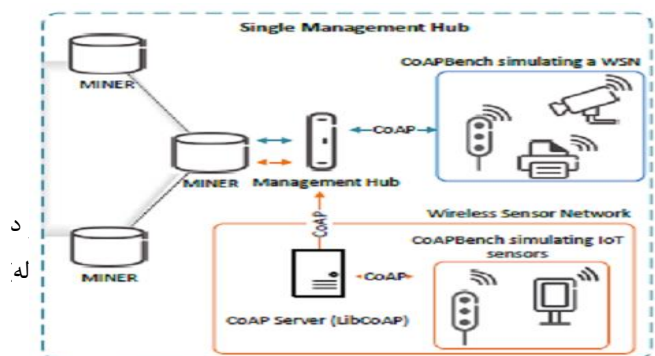 Single Management Hub
CoAPBench simulating a WSN
MINER
CoAP
MINER
Management Hub
CoAP
Wireless Sensor Network
CoAPBench simulating IoT
sensors
MINER
CoAP
CoAP Server (LibCoAP)
د
له